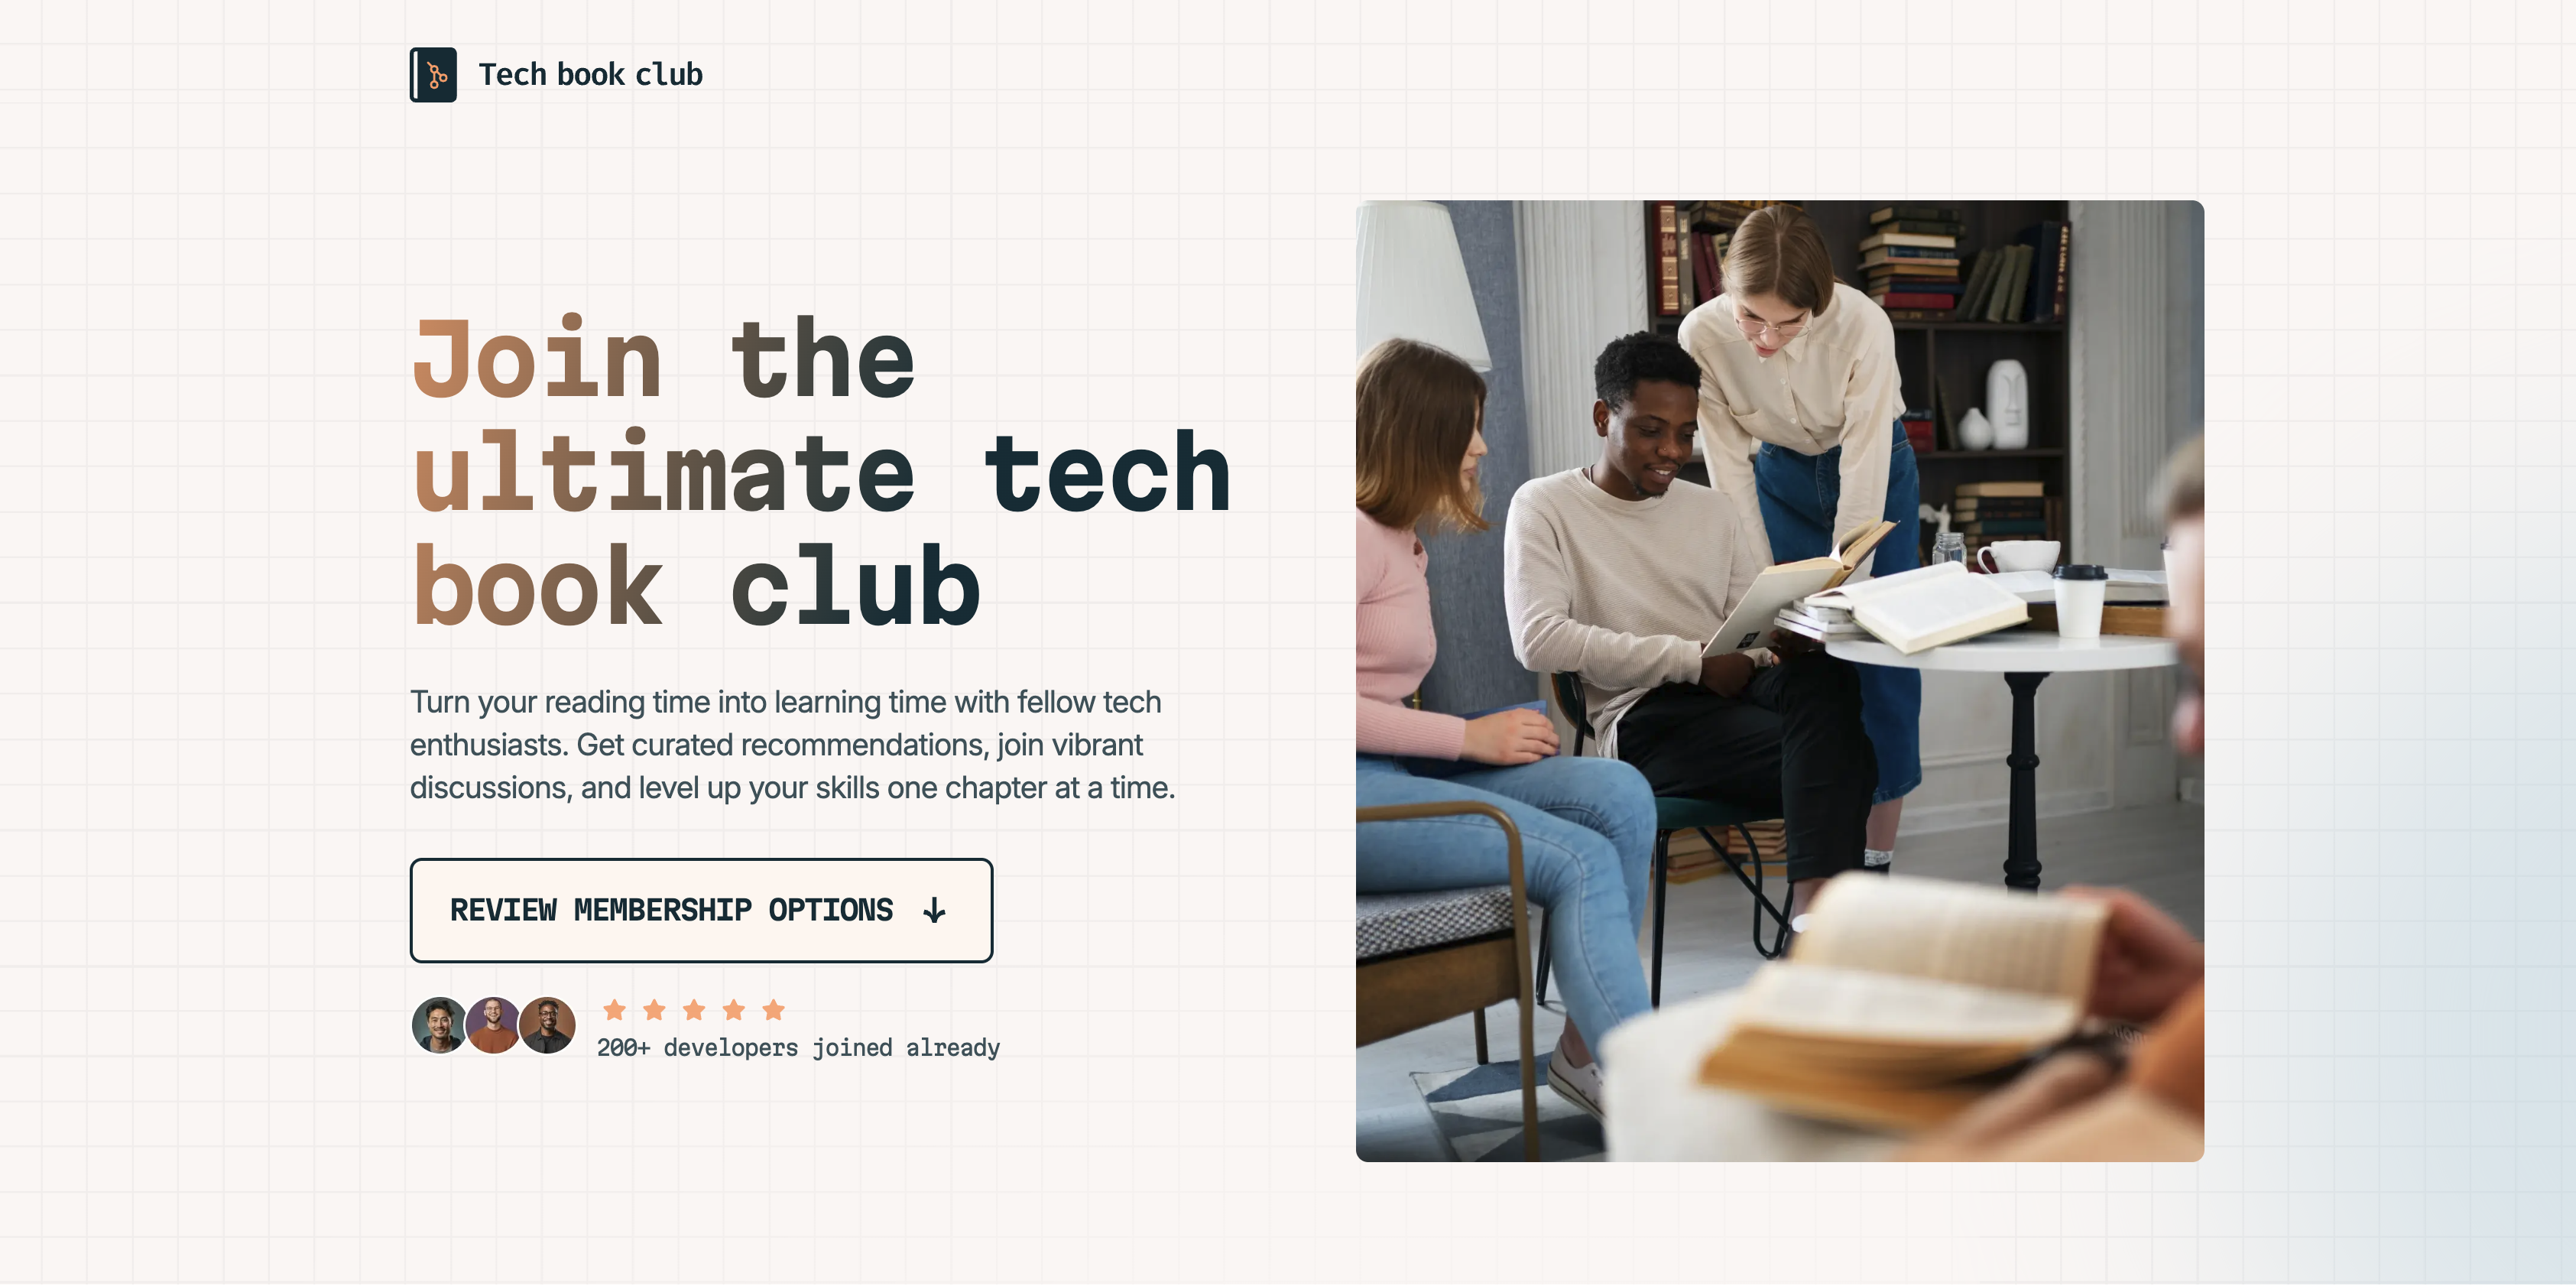 Tech book club
Join the
ultimate tech
book club
Turn your reading time into learning time with fellow tech
enthusiasts. Get curated recommendations, join vibrant
discussions, and level up your skills one chapter at a time.
REVIEW MEMBERSHIP OPTIONS ↓
200+ developers joined already